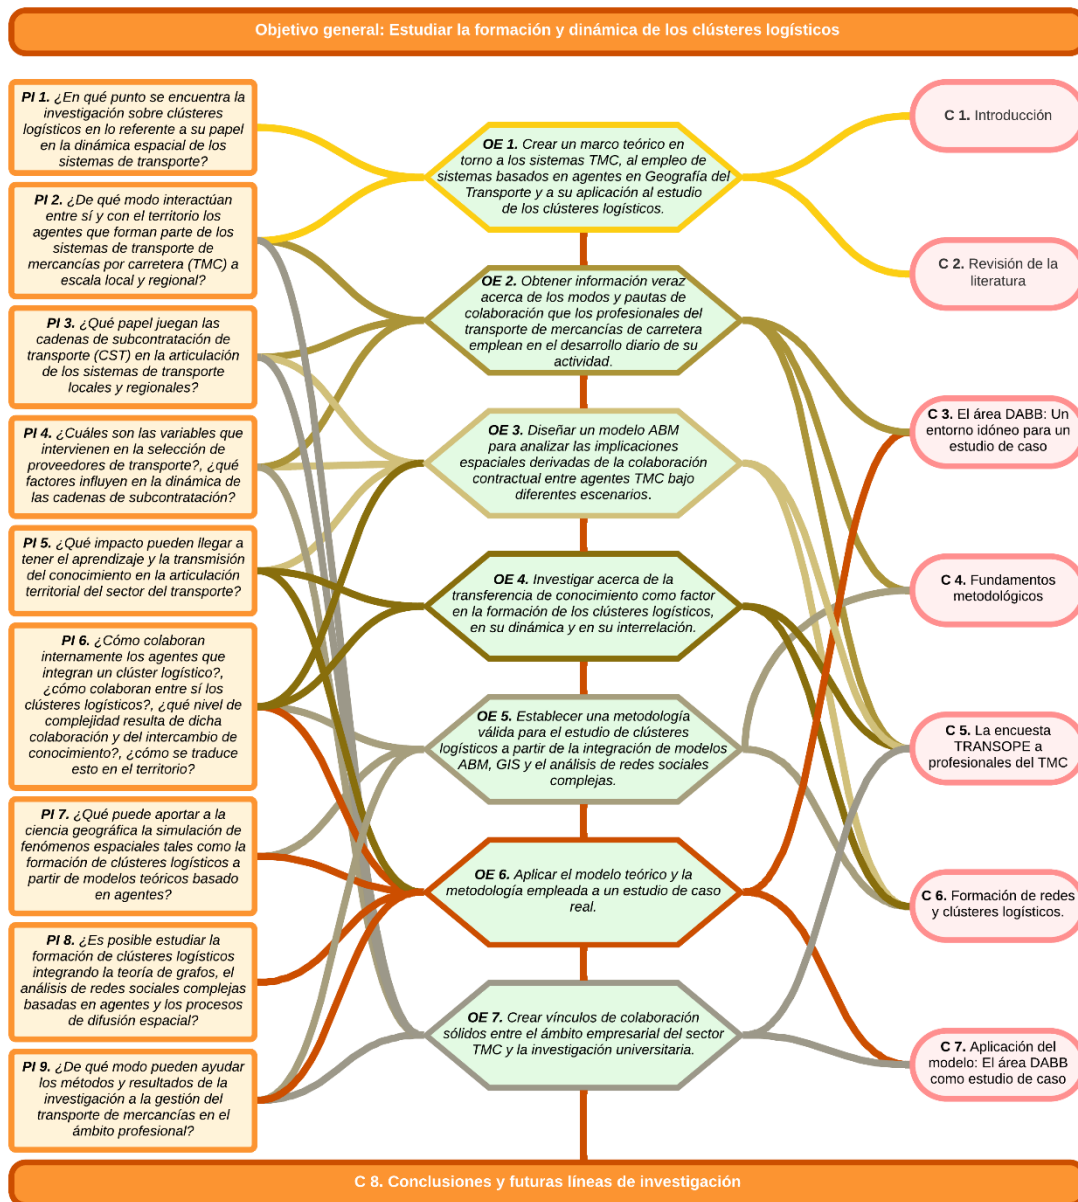 Objetivo general: Estudiar la formación y dinámica de los clústeres logísticos
PI 1. ¿En qué punto se encuentra la
investigación sobre clústeres
logísticos en lo referente a su papel
en la dinámica espacial de los
sistemas de transporte?
PI 2. ¿De qué modo interactúan
entre sí y con el territorio los
agentes que forman parte de los
sistemas de transporte de
mercancías por carretera (TMC) a
escala local y regional?
PI 3. ¿Qué papel juegan las
cadenas de subcontratación de
transporte (CST) en la articulación
de los sistemas de transporte
locales y regionales?
PI 4. ¿Cuáles son las variables que
intervienen en la selección de
proveedores de transporte?, ¿qué
factores influyen en la dinámica de
las cadenas de subcontratación?
PI 5. ¿Qué impacto pueden llegar a
tener el aprendizaje y la transmisión
del conocimiento en la articulación
territorial del sector del transporte?
PI 6. ¿Cómo colaboran
internamente los agentes que
integran un clúster logístico?,
¿cómo colaboran entre sí los
clústeres logísticos?, ¿qué nivel de
complejidad resulta de dicha
colaboración y del intercambio de
conocimiento?, ¿cómo se traduce
esto en el territorio?
PI 7. ¿Qué puede aportar a la
ciencia geográfica la simulación de
fenómenos espaciales tales como la
formación de clústeres logísticos a
partir de modelos teóricos basado
en agentes?
PI 8. ¿Es posible estudiar la
formación de clústeres logísticos
integrando la teoría de grafos, el
análisis de redes sociales complejas
basadas en agentes y los procesos
de difusión espacial?
PI 9. ¿De qué modo pueden ayudar
los métodos y resultados de la
investigación a la gestión del
transporte de mercancías en el
ámbito profesional?
OE 1. Crear un marco teórico en
torno a los sistemas TMC, al empleo de
sistemas basados en agentes en Geografía del
Transporte y a su aplicación al estudio
de los clústeres logísticos.
OE 2. Obtener información veraz
acerca de los modos y pautas de
colaboración que los profesionales del
transporte de mercancías de carretera
emplean en el desarrollo diario de su
actividad.
OE 3. Diseñar un modelo ABM
para analizar las implicaciones
espaciales derivadas de la colaboración
contractual entre agentes TMC bajo
diferentes escenarios.
OE 4. Investigar acerca de la
transferencia de conocimiento como factor
en la formación de los clústeres logísticos,
en su dinámica y en su interrelación.
OE 5. Establecer una metodología
válida para el estudio de clústeres
logísticos a partir de la integración de modelos
ABM, GIS y el análisis de redes sociales
complejas.
OE 6. Aplicar el modelo teórico y la
metodología empleada a un estudio de caso
real.
OE 7. Crear vínculos de colaboración
sólidos entre el ámbito empresarial del sector
TMC y la investigación universitaria.
C 1. Introducción
C 2. Revisión de la
literatura
C 3. El área DABB: Un
entorno idóneo para un
estudio de caso
C 4. Fundamentos
metodológicos
C 5. La encuesta
TRANSOPE a
profesionales del TMC
C 6. Formación de redes
y clústeres logísticos.
C 7. Aplicación del
modelo: El área DABB
como estudio de caso
C 8. Conclusiones y futuras líneas de investigación